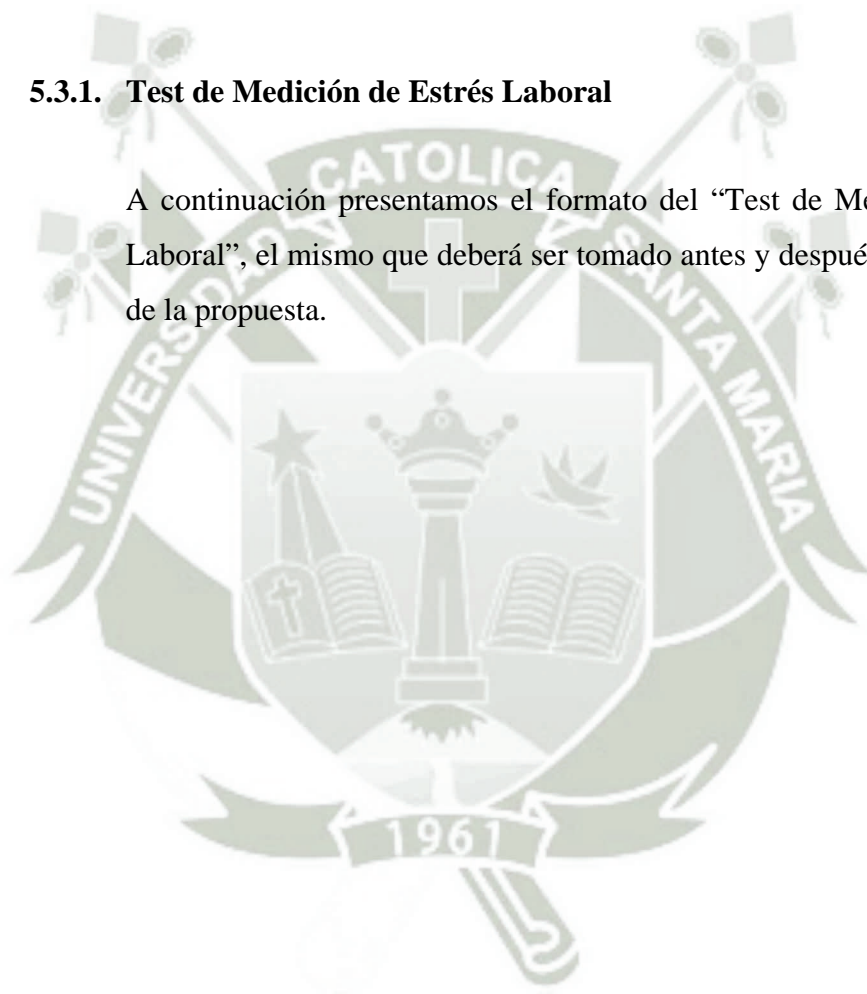 5.3.1. Test de Medición de Estrés Laboral
A continuación presentamos el formato del “Test de Me
Laboral”, el mismo que deberá ser tomado antes y despué
de la propuesta.
UNIVERSIDAD CATOLICA SANTA MARIA
1961